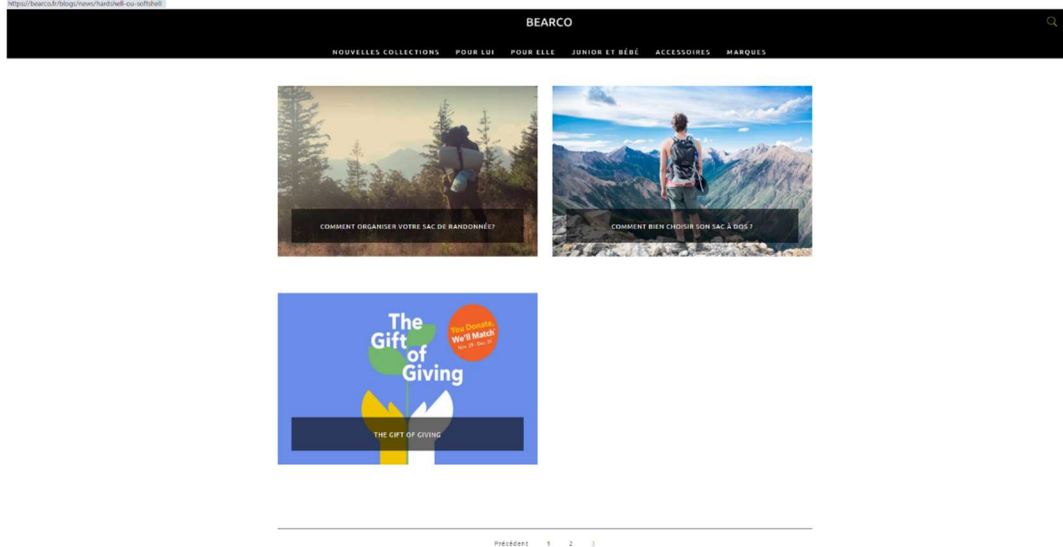 https://bearco.fr/blogs/news/hardshell-ou-softshell
BEARCO
NOUVELLES COLLECTIONS POUR LUI POUR ELLE JUNIOR ET BÉBÉ ACCESSOIRES MARQUES
COMMENT ORGANISER VOTRE SAC DE RANDONNÉE?
COMMENT BIEN CHOISIR SON SAC À DOS ?
The
Gift
of
Giving
You Donate,
We'll Match
THE GIFT OF GIVING
Précédent 1 2